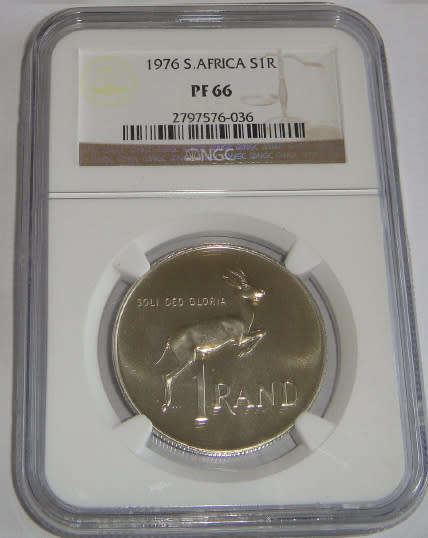 1976 S.AFRICA S1R
PF 66
2797576-036
NGC
SOLI DEO GLORIA
1 RAND